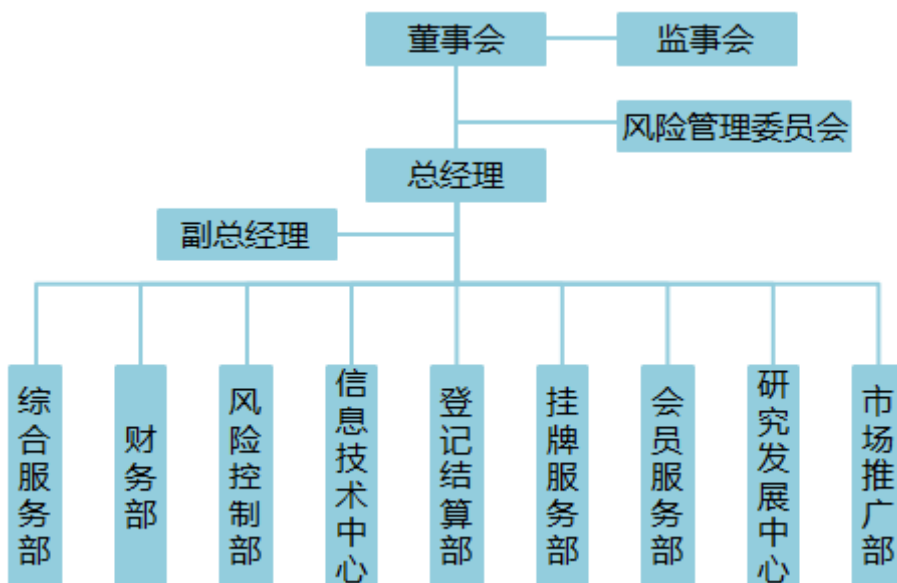 董事会
监事会
风险管理委员会
总经理
副总经理
综合服务部
财务部
风险控制部
信息技术中心
登记结算部
挂牌服务部
会员服务部
研究发展中心
市场推广部